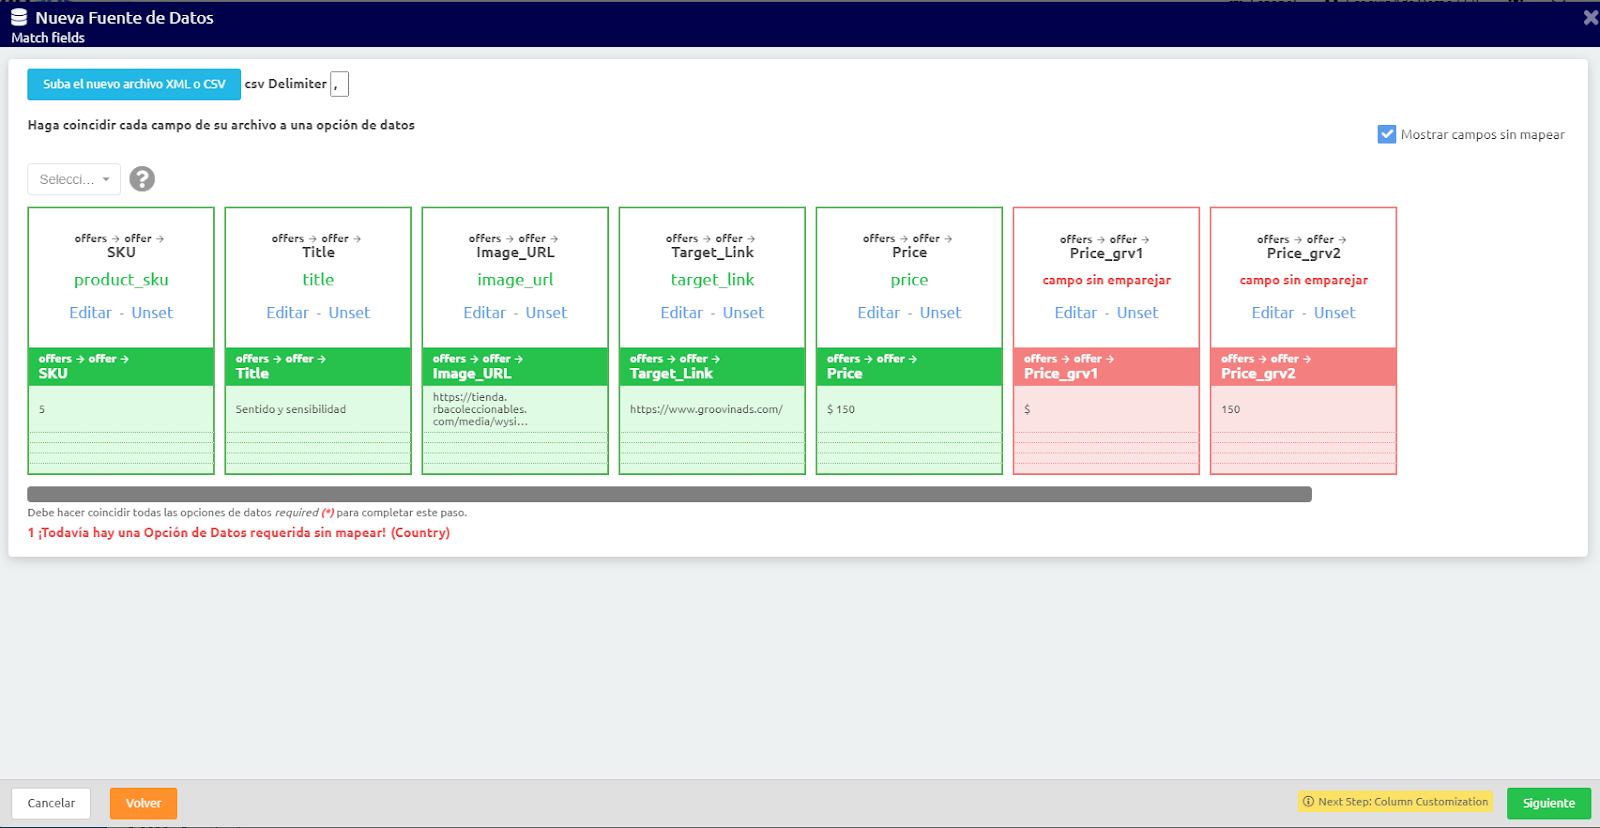 Nueva Fuente de Datos
Match fields
Suba el nuevo archivo XML o CSV csv Delimiter ,
Haga coincidir cada campo de su archivo a una opción de datos
Mostrar campos sin mapear
Selecci... ?
offers → offer →
SKU
product_sku
Editar - Unset
offers → offer →
SKU
5
offers → offer →
Title
title
Editar - Unset
offers → offer →
Title
Sentido y sensibilidad
offers → offer →
Image_URL
image_url
Editar - Unset
offers → offer →
Image_URL
https://tienda.
rbacoleccionables.
com/media/wysi...
offers → offer →
Target_Link
target_link
Editar - Unset
offers → offer →
Target_Link
https://www.groovinads.com/
offers → offer →
Price
price
Editar - Unset
offers → offer →
Price
$ 150
offers → offer →
Price_grv1
campo sin emparejar
Editar - Unset
offers → offer →
Price_grv1
$
offers → offer →
Price_grv2
campo sin emparejar
Editar - Unset
offers → offer →
Price_grv2
150
Debe hacer coincidir todas las opciones de datos required (*) para completar este paso.
1 ¡Todavía hay una Opción de Datos requerida sin mapear! (Country)
Cancelar
Volver
Next Step: Column Customization
Siguiente